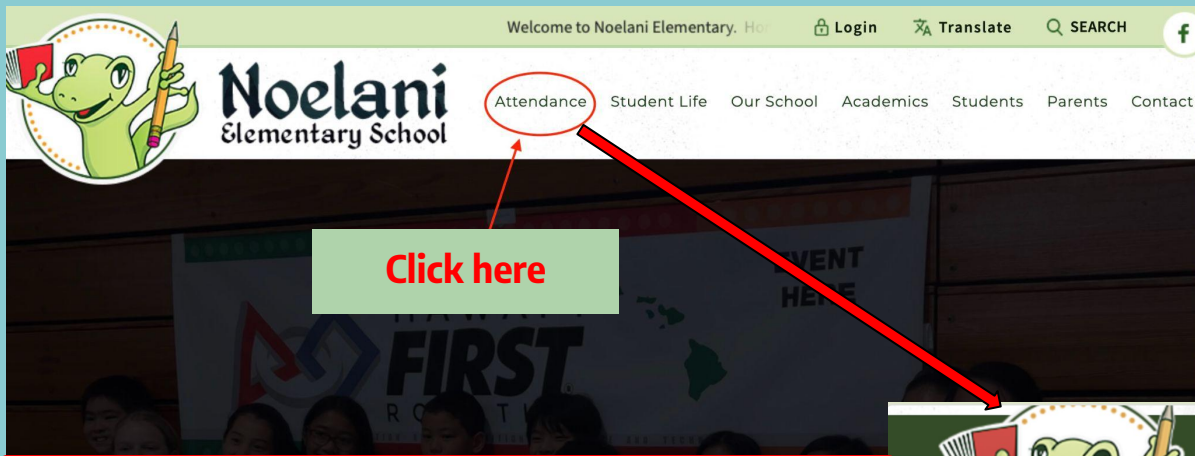 Welcome to Noelani Elementary.
Login
Translate
SEARCH
f
Noelani
Elementary School
Attendance
Student Life
Our School
Academics
Students
Parents
Contact
Click here
EVENT
HERE
FIRST